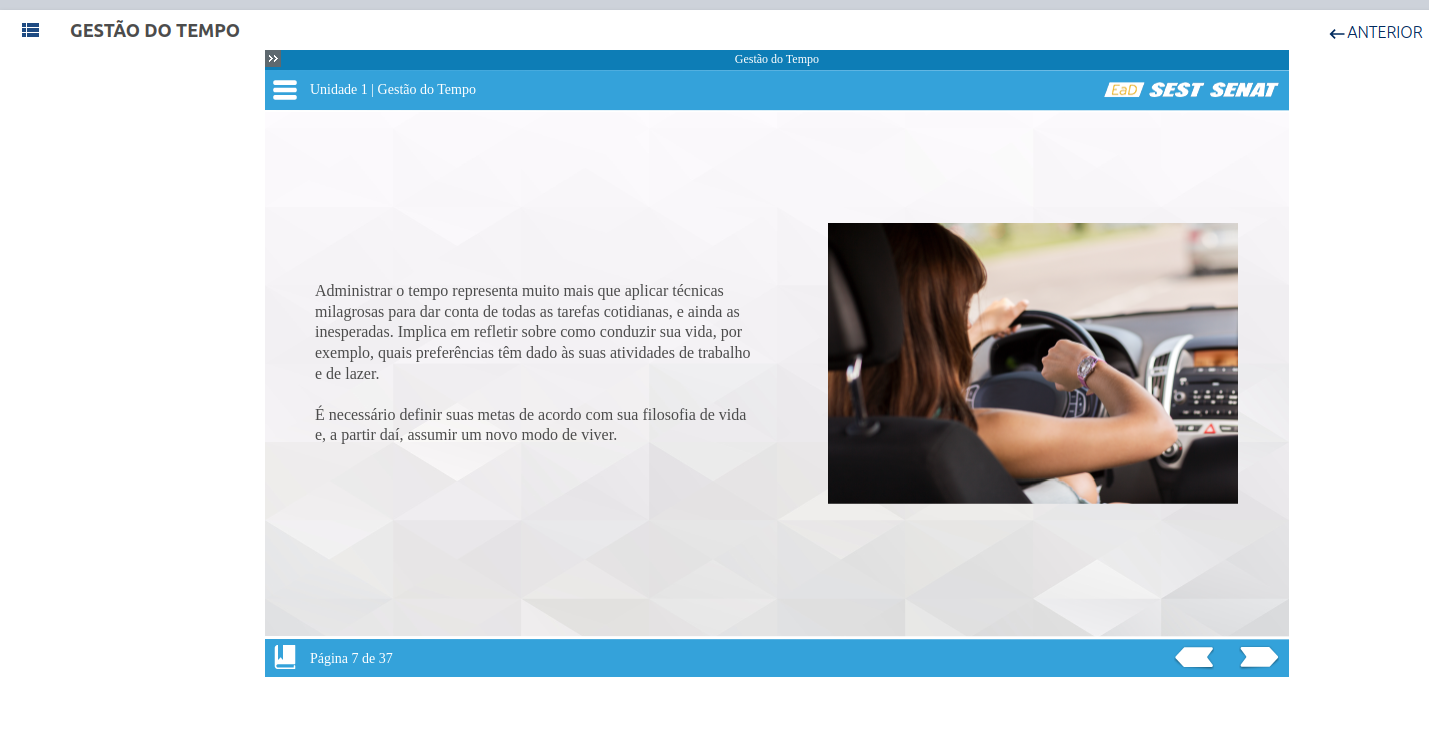 GESTÃO DO TEMPO
ANTERIOR
Gestão do Tempo
Unidade 1 | Gestão do Tempo
EaD SEST SENAT
Administrar o tempo representa muito mais que aplicar técnicas
milagrosas para dar conta de todas as tarefas cotidianas, e ainda as
inesperadas. Implica em refletir sobre como conduzir sua vida, por
exemplo, quais preferências têm dado às suas atividades de trabalho
e de lazer.
É necessário definir suas metas de acordo com sua filosofia de vida
e, a partir daí, assumir um novo modo de viver.
Página 7 de 37